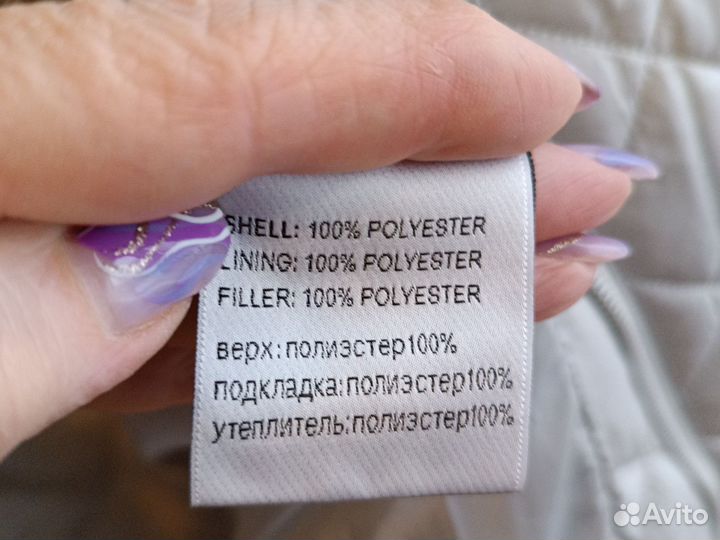 SHELL: 100% POLYESTER
LINING: 100% POLYESTER
FILLER: 100% POLYESTER
верх:полиэстер100%
подкладка:полиэстер100%
утеплитель:полиэстер100%
Avito